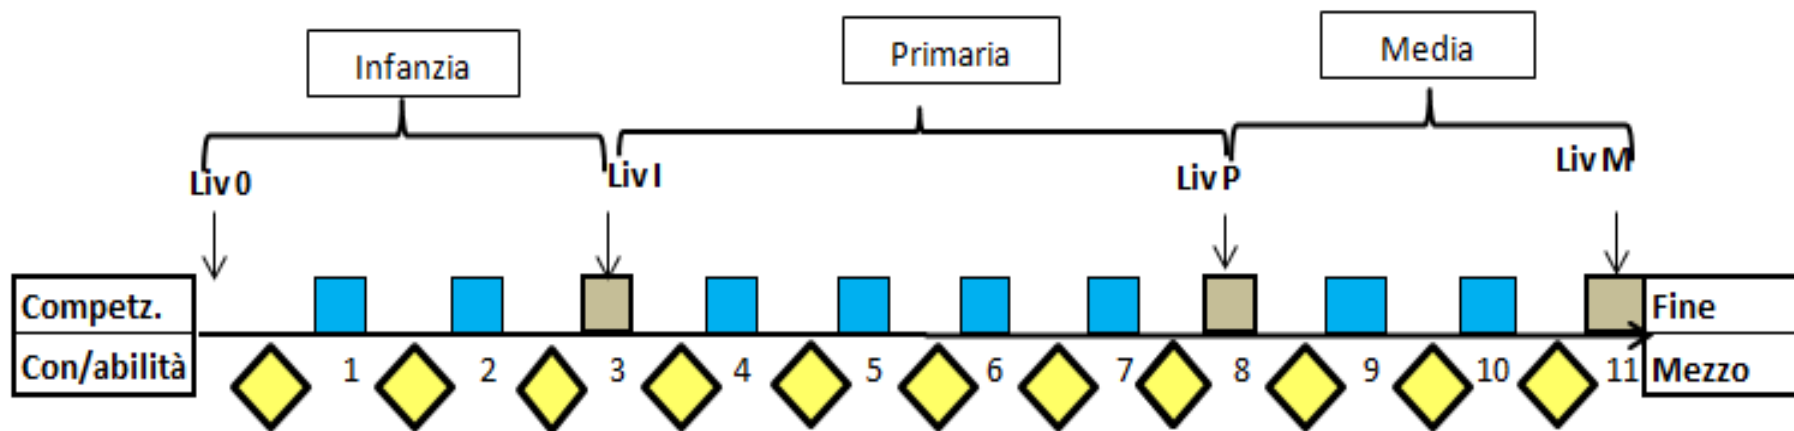 Infanzia
Primaria
Media
Liv 0
Liv I
Liv P
Liv M
Competz.
Fine
Con/abilità
1 2 3 4 5 6 7 8 9 10 11
Mezzo